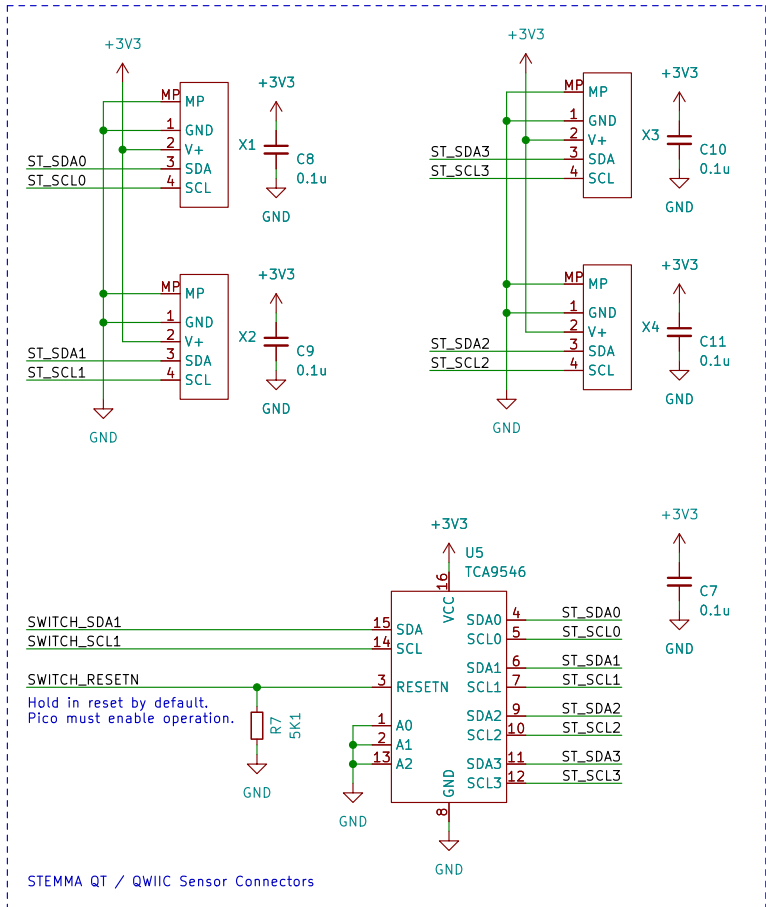 +3V3
MP MP
1 GND
2 V+
3 SDA
4 SCL
ST_SDA0
ST_SCL0
X1
+3V3
C8
0.1u
GND
MP MP
1 GND
2 V+
3 SDA
4 SCL
ST_SDA1
ST_SCL1
X2
+3V3
C9
0.1u
GND
GND
+3V3
MP MP
1 GND
2 V+
3 SDA
4 SCL
ST_SDA3
ST_SCL3
X3
+3V3
C10
0.1u
GND
MP MP
1 GND
2 V+
3 SDA
4 SCL
ST_SDA2
ST_SCL2
X4
+3V3
C11
0.1u
GND
GND
+3V3
U5
TCA9546
16
VCC
SWITCH_SDA1
15 SDA
SWITCH_SCL1
14 SCL
SWITCH_RESETN
3 RESETN
Hold in reset by default.
Pico must enable operation.
R7
5K1
GND
1 A0
2 A1
13 A2
GND
SDA0 4 ST_SDA0
SCL0 5 ST_SCL0
SDA1 6 ST_SDA1
SCL1 7 ST_SCL1
SDA2 9 ST_SDA2
SCL2 10 ST_SCL2
SDA3 11 ST_SDA3
SCL3 12 ST_SCL3
GND
8
GND
+3V3
C7
0.1u
GND
STEMMA QT / QWIIC Sensor Connectors